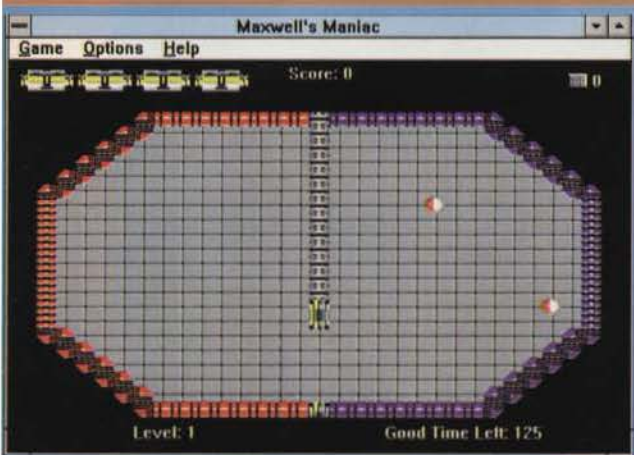 Maxwell's Maniac
Game Options Help
Score: 0
0
Level: 1 Good Time Left: 125